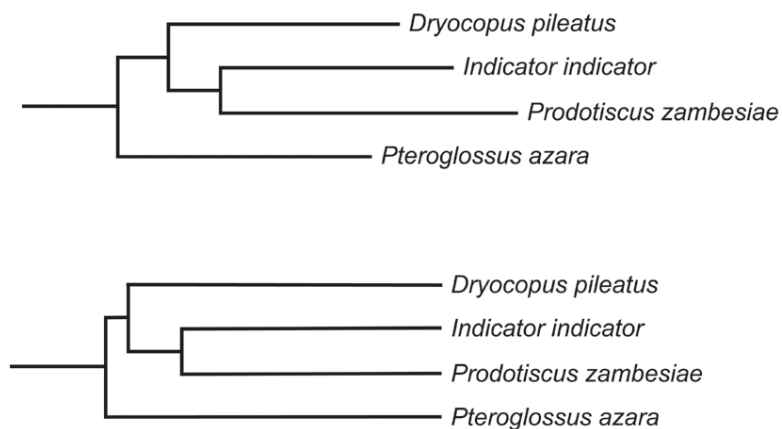 Dryocopus pileatus
Indicator indicator
Prodotiscus zambesiae
Pteroglossus azara
Dryocopus pileatus
Indicator indicator
Prodotiscus zambesiae
Pteroglossus azara